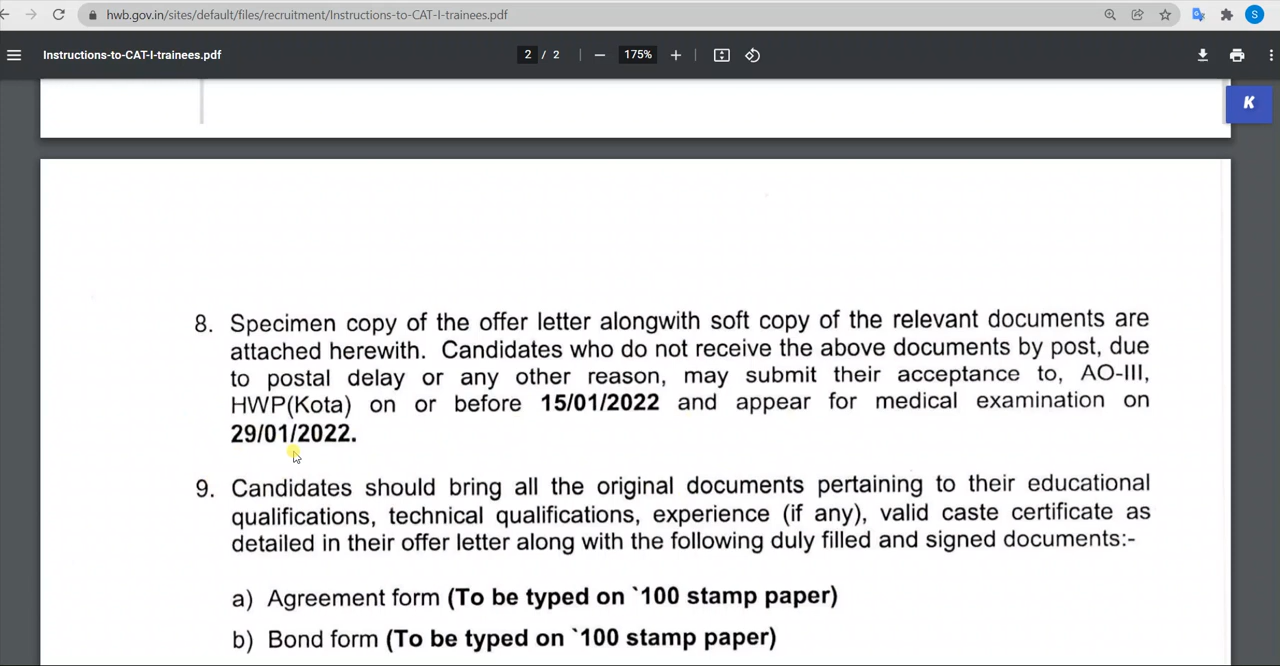 hwb.gov.in/sites/default/files/recruitment/Instructions-to-CAT-I-trainees.pdf
S
Instructions-to-CAT-I-trainees.pdf
2 / 2
175%
K
8. Specimen copy of the offer letter alongwith soft copy of the relevant documents are
attached herewith. Candidates who do not receive the above documents by post, due
to postal delay or any other reason, may submit their acceptance to, AO-III,
HWP(Kota) on or before 15/01/2022 and appear for medical examination on
29/01/2022.
9. Candidates should bring all the original documents pertaining to their educational
qualifications, technical qualifications, experience (if any), valid caste certificate as
detailed in their offer letter along with the following duly filled and signed documents:-
a) Agreement form (To be typed on `100 stamp paper)
b) Bond form (To be typed on `100 stamp paper)